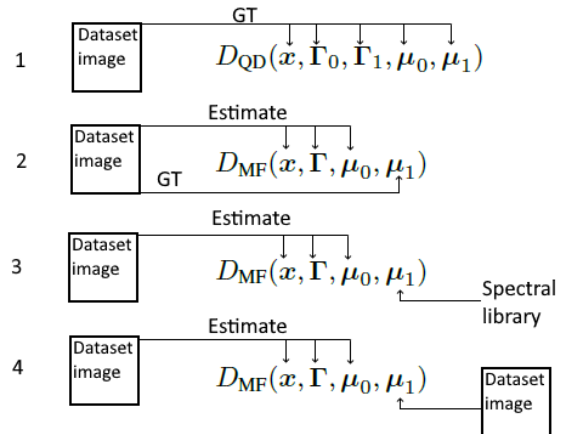 GT
Dataset
image
1
D_QD(x, Γ_0, Γ_1, μ_0, μ_1)
Estimate
Dataset
image
2
D_MF(x, Γ, μ_0, μ_1)
GT
Estimate
Dataset
image
3
D_MF(x, Γ, μ_0, μ_1)
Spectral
library
Estimate
Dataset
image
4
D_MF(x, Γ, μ_0, μ_1)
Dataset
image